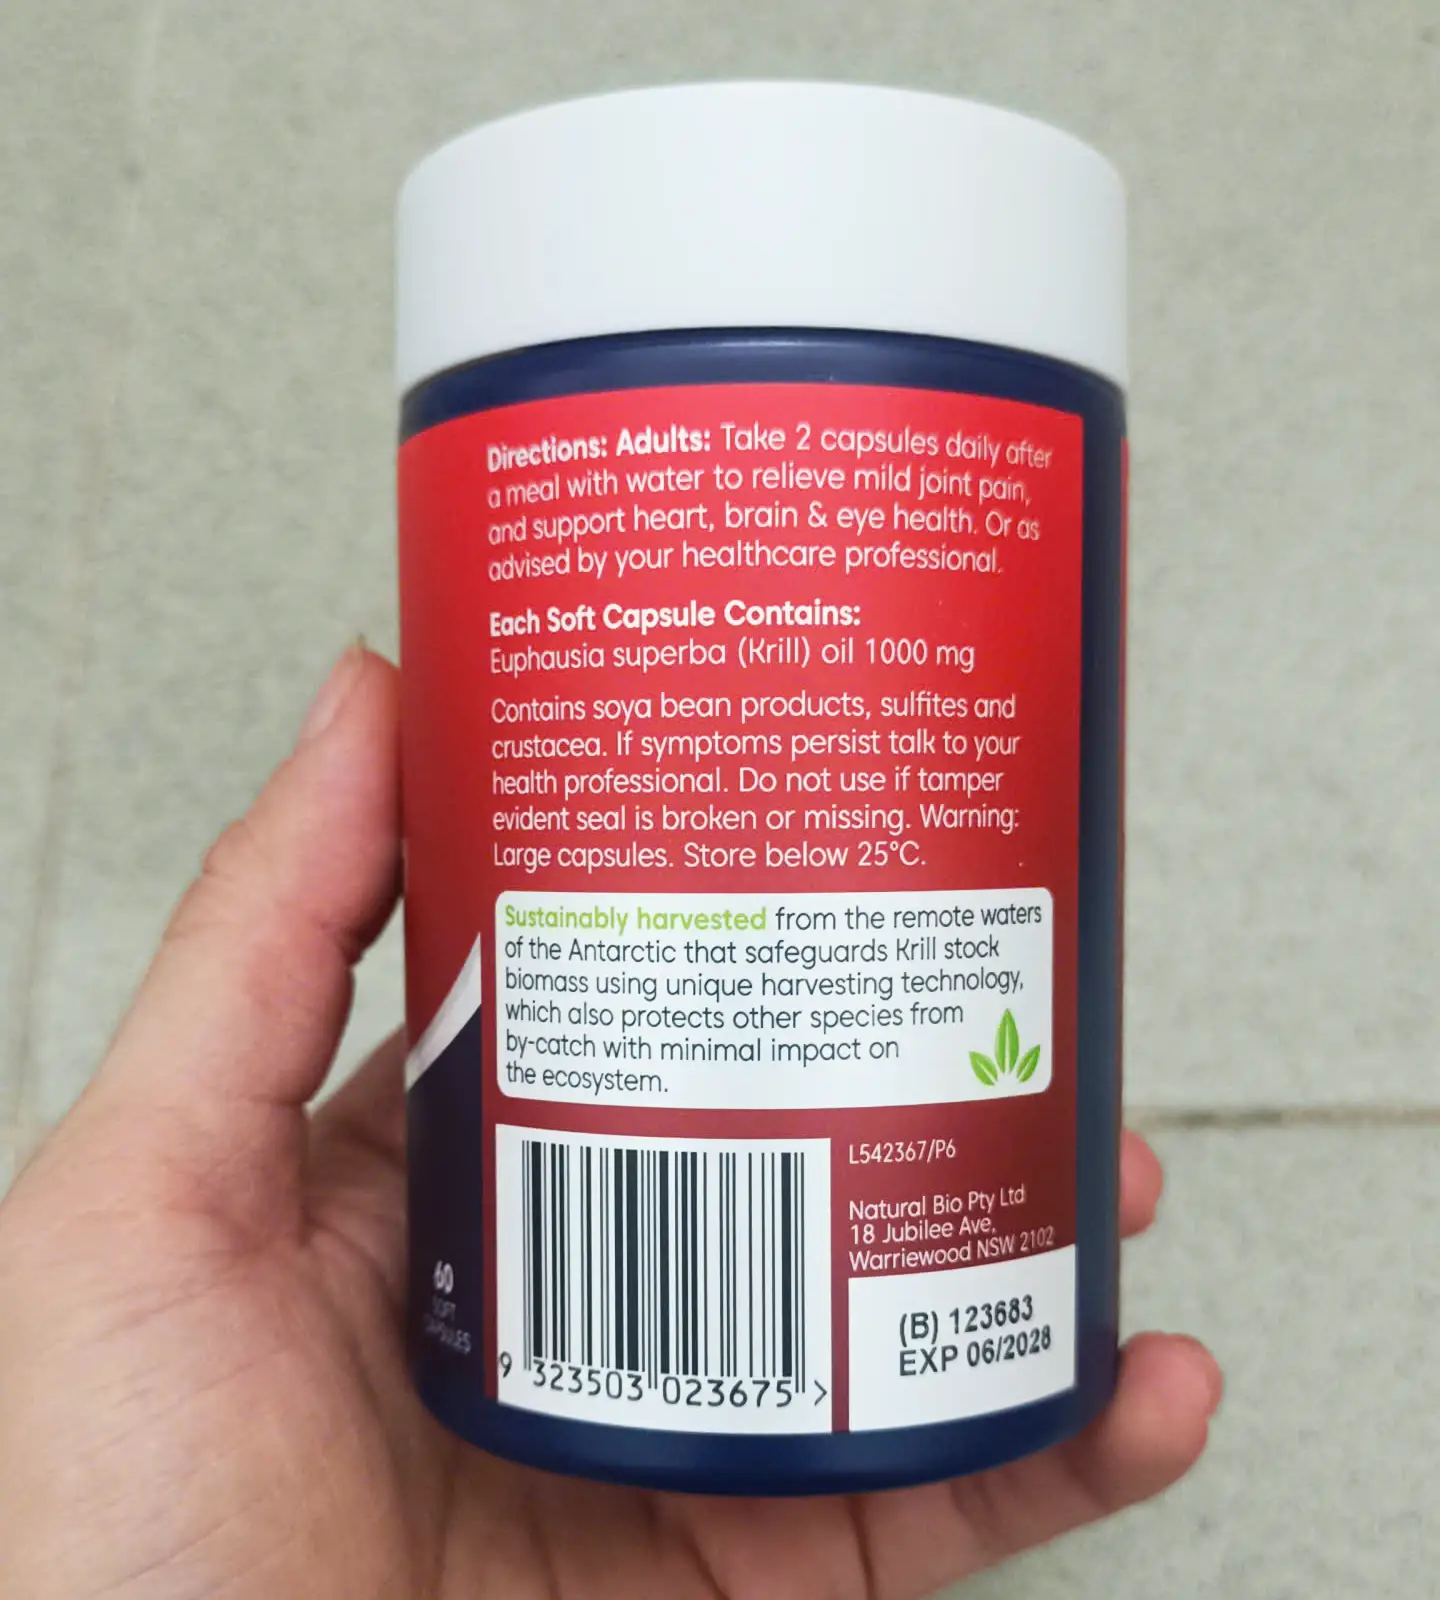 Directions: Adults: Take 2 capsules daily after
a meal with water to relieve mild joint pain,
and support heart, brain & eye health. Or as
advised by your healthcare professional.
Each Soft Capsule Contains:
Euphausia superba (Krill) oil 1000 mg
Contains soya bean products, sulfites and
crustacea. If symptoms persist talk to your
health professional. Do not use if tamper
evident seal is broken or missing. Warning:
Large capsules. Store below 25°C.
Sustainably harvested from the remote waters
of the Antarctic that safeguards Krill stock
biomass using unique harvesting technology,
which also protects other species from
by-catch with minimal impact on
the ecosystem.
L542367/P6
Natural Bio Pty Ltd
18 Jubilee Ave,
Warriewood NSW 2102
(B) 123683
EXP 06/2028
9 323503 023675 >
60
SOFT
CAPSULES